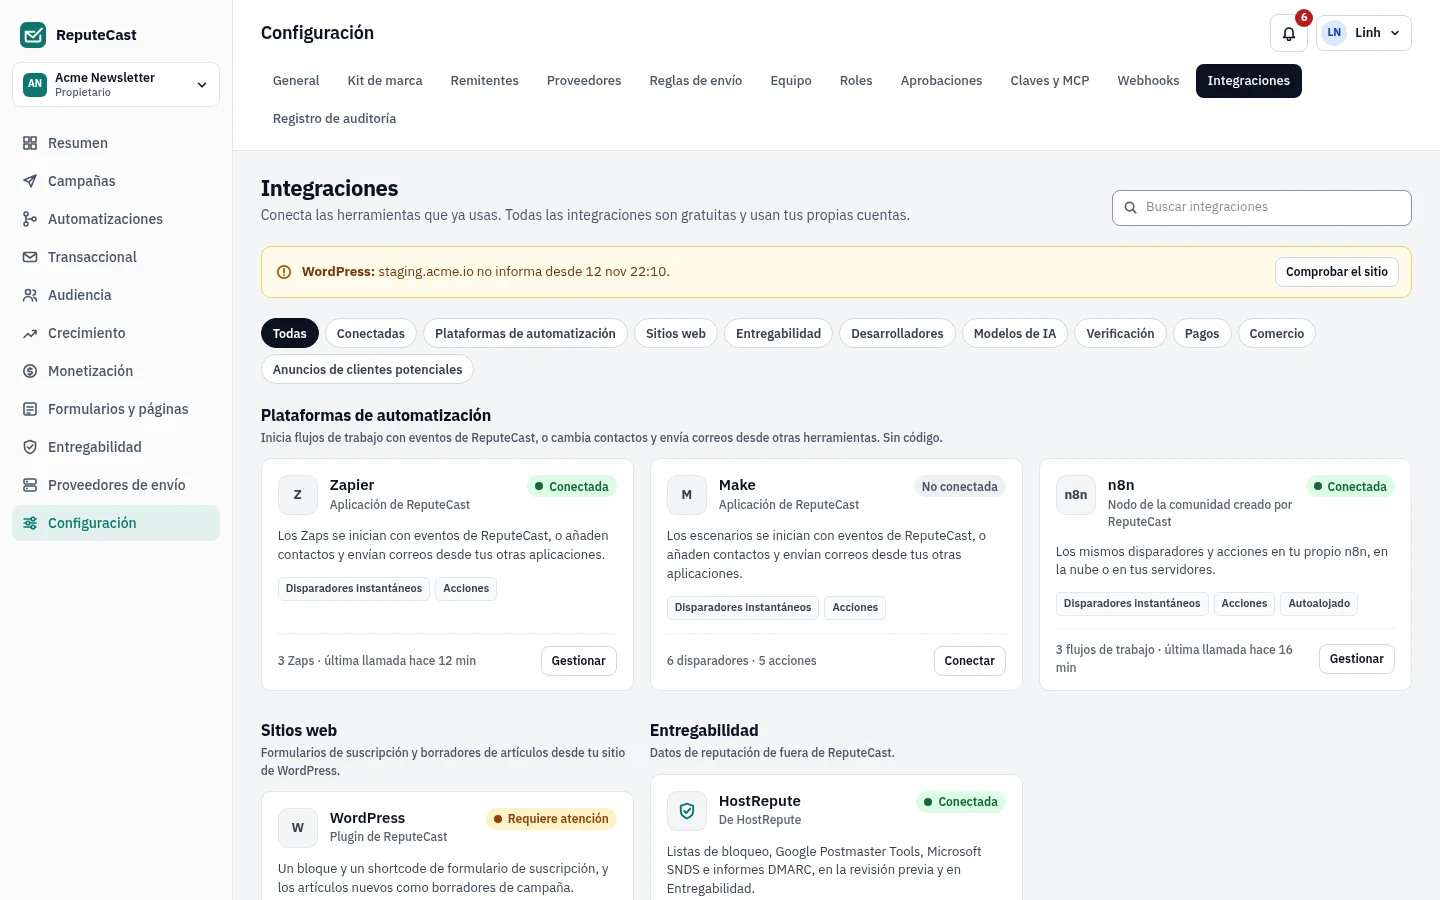 ReputeCast
AN
Acme Newsletter
Propietario
Resumen
Campañas
Automatizaciones
Transaccional
Audiencia
Crecimiento
Monetización
Formularios y páginas
Entregabilidad
Proveedores de envío
Configuración
Configuración
6
LN
Linh
General
Kit de marca
Remitentes
Proveedores
Reglas de envío
Equipo
Roles
Aprobaciones
Claves y MCP
Webhooks
Integraciones
Registro de auditoría
Integraciones
Conecta las herramientas que ya usas. Todas las integraciones son gratuitas y usan tus propias cuentas.
Buscar integraciones
WordPress: staging.acme.io no informa desde 12 nov 22:10.
Comprobar el sitio
Todas
Conectadas
Plataformas de automatización
Sitios web
Entregabilidad
Desarrolladores
Modelos de IA
Verificación
Pagos
Comercio
Anuncios de clientes potenciales
Plataformas de automatización
Inicia flujos de trabajo con eventos de ReputeCast, o cambia contactos y envía correos desde otras herramientas. Sin código.
Z
Zapier
Aplicación de ReputeCast
Conectada
Los Zaps se inician con eventos de ReputeCast, o añaden
contactos y envían correos desde tus otras aplicaciones.
Disparadores instantáneos
Acciones
3 Zaps · última llamada hace 12 min
Gestionar
M
Make
Aplicación de ReputeCast
No conectada
Los escenarios se inician con eventos de ReputeCast, o
añaden contactos y envían correos desde tus otras
aplicaciones.
Disparadores instantáneos
Acciones
6 disparadores · 5 acciones
Conectar
n8n
n8n
Nodo de la comunidad creado por
ReputeCast
Conectada
Los mismos disparadores y acciones en tu propio n8n, en
la nube o en tus servidores.
Disparadores instantáneos
Acciones
Autoalojado
3 flujos de trabajo · última llamada hace 16
min
Gestionar
Sitios web
Formularios de suscripción y borradores de artículos desde tu sitio
de WordPress.
W
WordPress
Plugin de ReputeCast
Requiere atención
Un bloque y un shortcode de formulario de suscripción, y
los artículos nuevos como borradores de campaña.
Entregabilidad
Datos de reputación de fuera de ReputeCast.
HostRepute
De HostRepute
Conectada
Listas de bloqueo, Google Postmaster Tools, Microsoft
SNDS e informes DMARC, en la revisión previa y en
Entregabilidad.